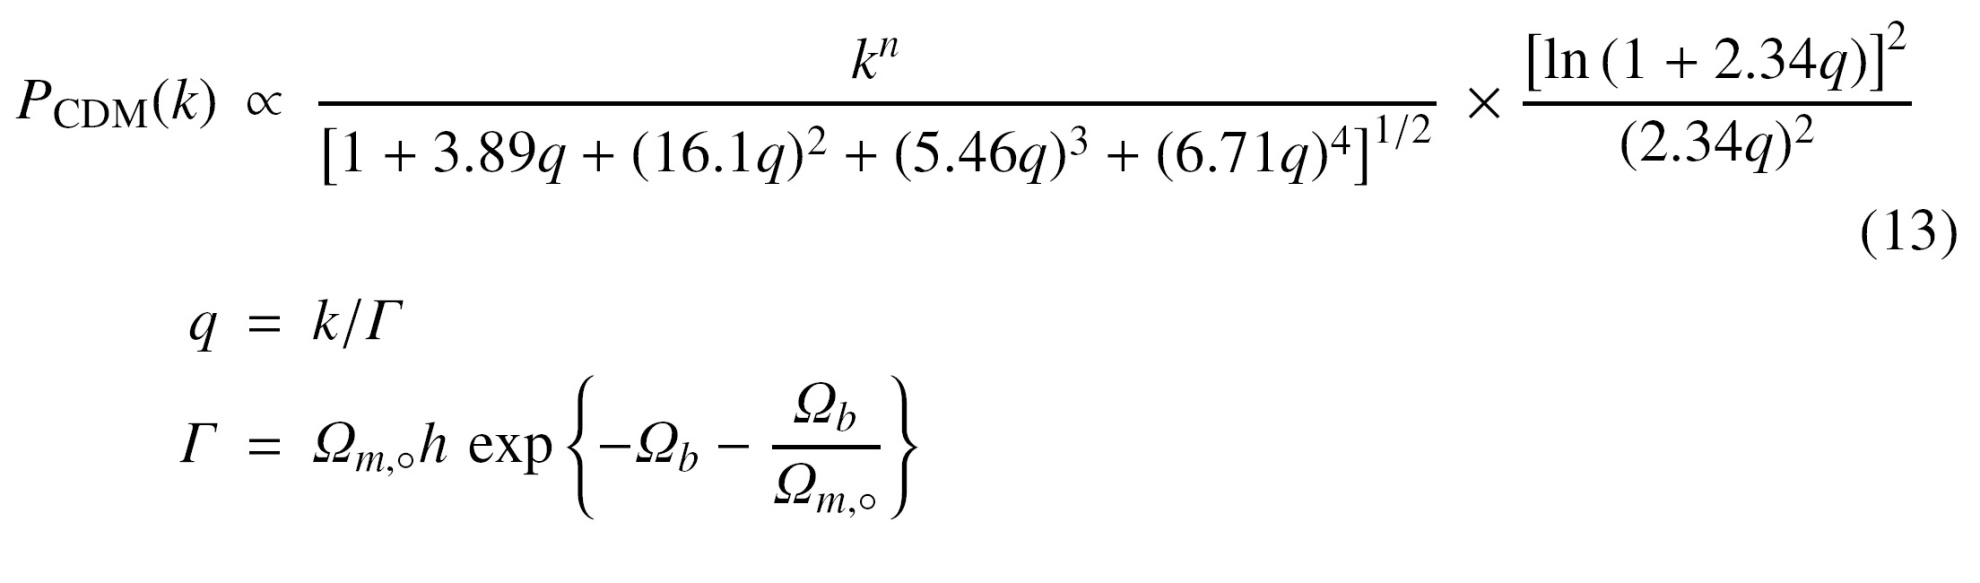 P_CDM(k) ∝ k^n / [1 + 3.89q + (16.1q)^2 + (5.46q)^3 + (6.71q)^4]^{1/2} × [ln (1 + 2.34q)]^2 / (2.34q)^2
(13)
q = k/Γ
Γ = Ω_{m,∘}h exp{−Ω_b − Ω_b / Ω_{m,∘}}